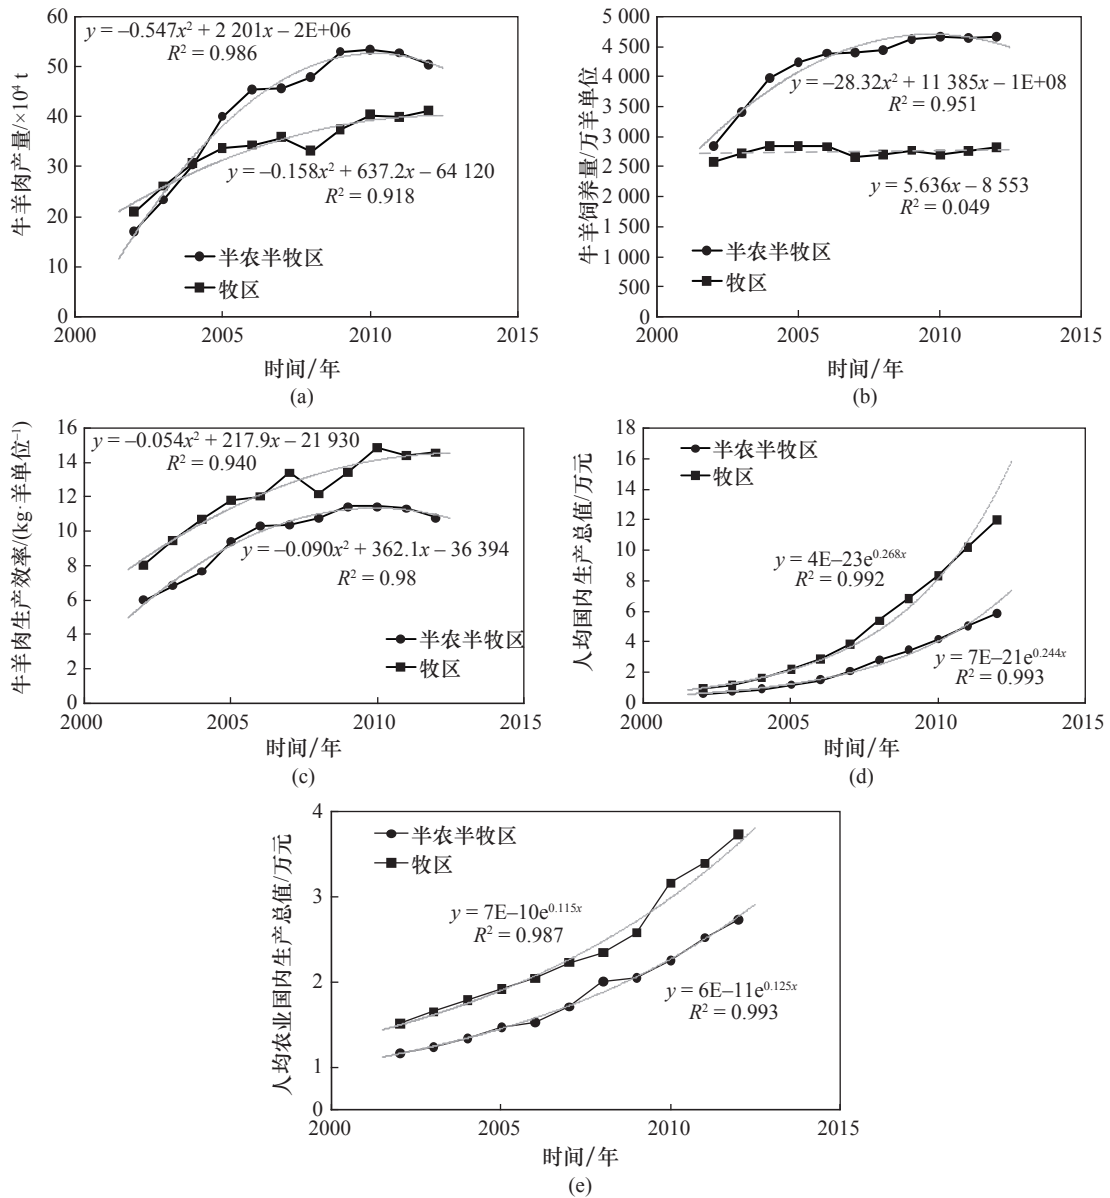 60
50
40
30
20
10
0
牛羊肉产量/×10⁴ t
y = –0.547x² + 2 201x – 2E+06
R² = 0.986
y = –0.158x² + 637.2x – 64 120
R² = 0.918
半农半牧区
牧区
2000 2005 2010 2015
时间/年
(a)
5 000
4 500
4 000
3 500
3 000
2 500
2 000
1 500
1 000
500
0
牛羊饲养量/万羊单位
y = –28.32x² + 11 385x – 1E+08
R² = 0.951
y = 5.636x – 8 553
R² = 0.049
半农半牧区
牧区
2000 2005 2010 2015
时间/年
(b)
16
14
12
10
8
6
4
2
0
牛羊肉生产效率/(kg·羊单位⁻¹)
y = –0.054x² + 217.9x – 21 930
R² = 0.940
y = –0.090x² + 362.1x – 36 394
R² = 0.98
半农半牧区
牧区
2000 2005 2010 2015
时间/年
(c)
18
16
14
12
10
8
6
4
2
0
人均国内生产总值/万元
半农半牧区
牧区
y = 4E–23e^0.268x
R² = 0.992
y = 7E–21e^0.244x
R² = 0.993
2000 2005 2010 2015
时间/年
(d)
4
3
2
1
0
人均农业国内生产总值/万元
半农半牧区
牧区
y = 7E–10e^0.115x
R² = 0.987
y = 6E–11e^0.125x
R² = 0.993
2000 2005 2010 2015
时间/年
(e)